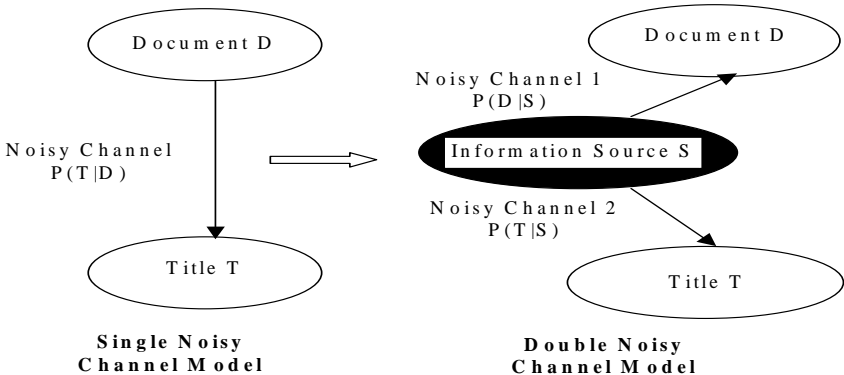 Document D
Noisy Channel
P(T|D)
Title T
Single Noisy
Channel Model
Document D
Noisy Channel 1
P(D|S)
Information Source S
Noisy Channel 2
P(T|S)
Title T
Double Noisy
Channel Model